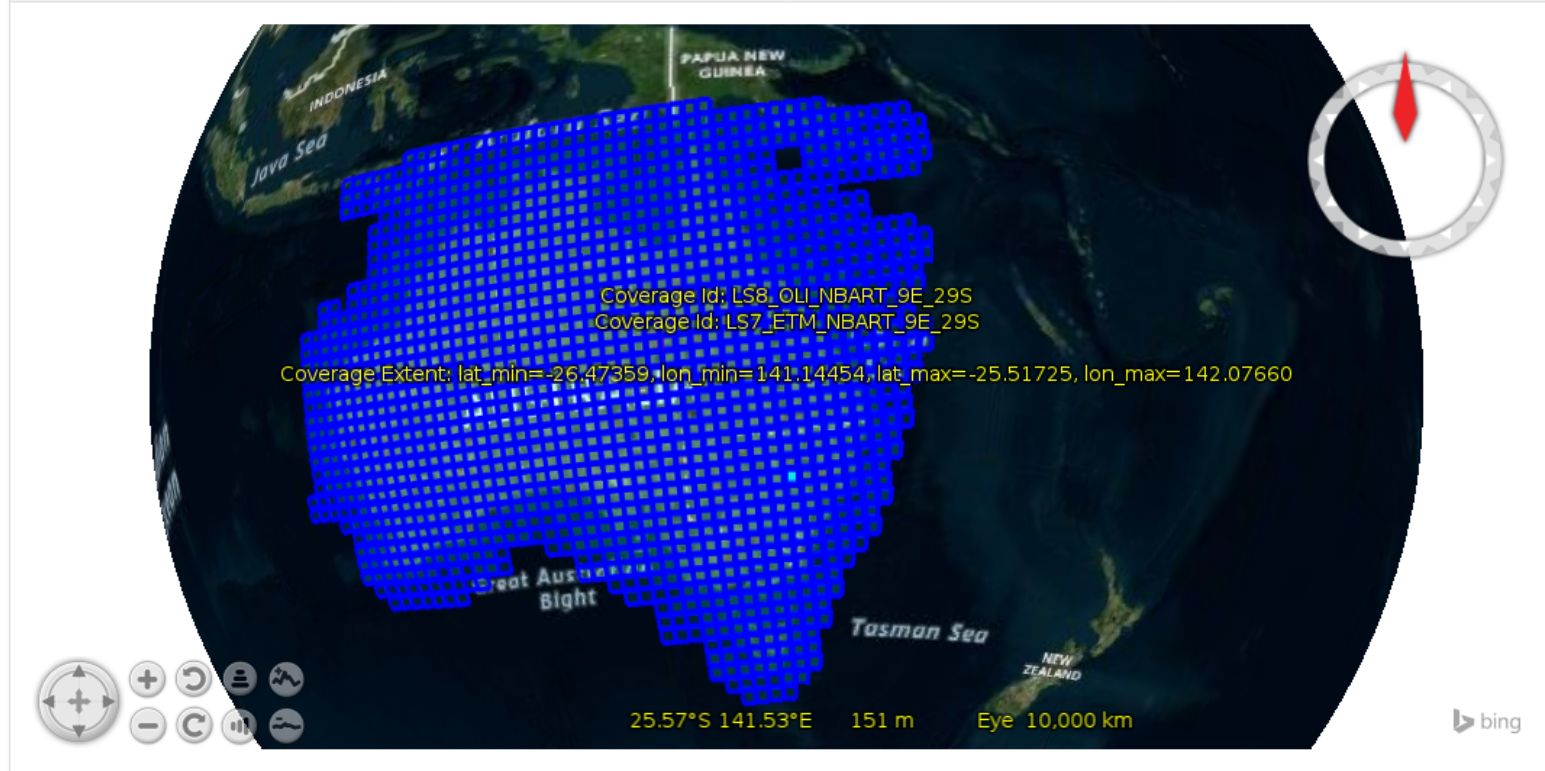 PAPUA NEW
GUINEA
INDONESIA
Java Sea
Coverage Id: LS8_OLI_NBART_9E_29S
Coverage Id: LS7_ETM_NBART_9E_29S
Coverage Extent: lat_min=-26.47359, lon_min=141.14454, lat_max=-25.51725, lon_max=142.07660
Great Aus
Bight
Tasman Sea
NEW
ZEALAND
25.57°S 141.53°E 151 m Eye 10,000 km
bing